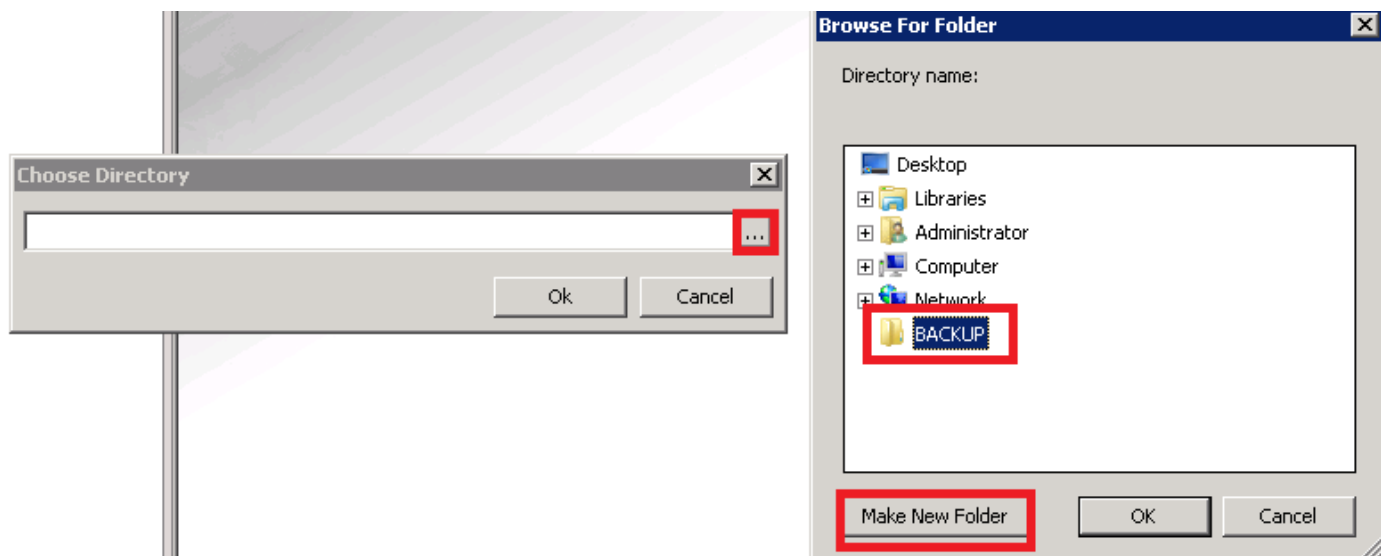 Choose Directory
...
Ok
Cancel
Browse For Folder
Directory name:
Desktop
Libraries
Administrator
Computer
Network
BACKUP
Make New Folder
OK
Cancel